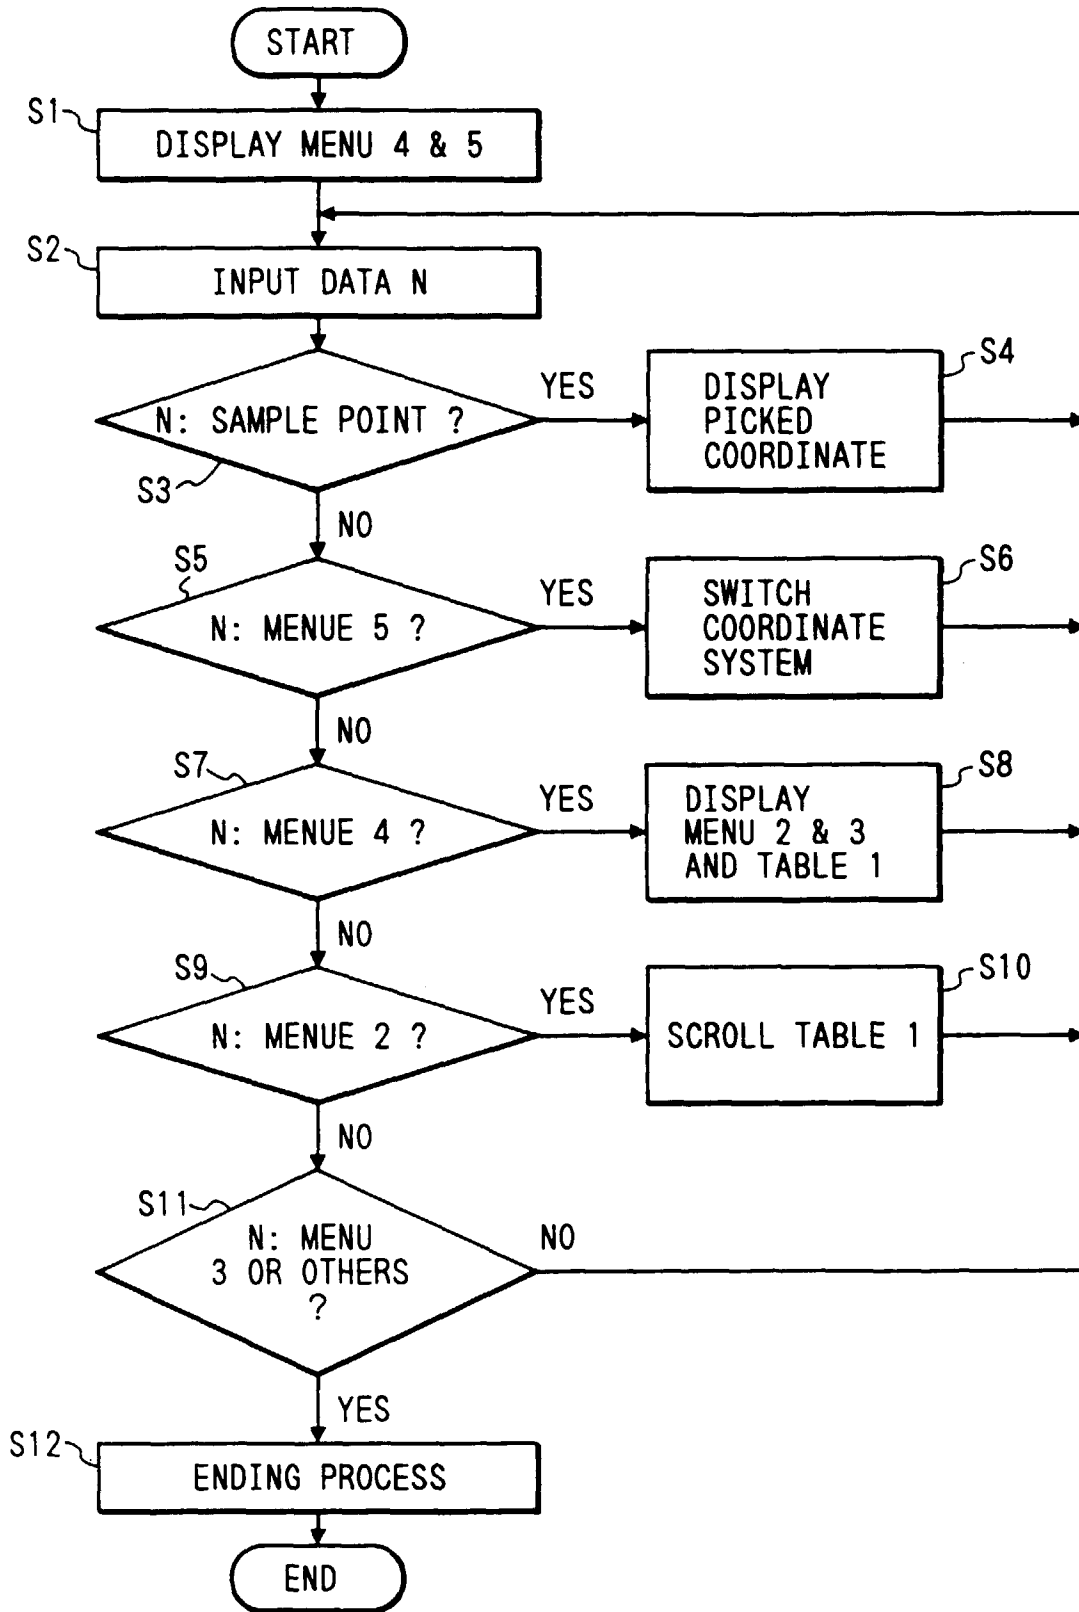 START
S1
DISPLAY MENU 4 & 5
S2
INPUT DATA N
S3
N: SAMPLE POINT ?
YES
S4
DISPLAY
PICKED
COORDINATE
NO
S5
N: MENUE 5 ?
YES
S6
SWITCH
COORDINATE
SYSTEM
NO
S7
N: MENUE 4 ?
YES
S8
DISPLAY
MENU 2 & 3
AND TABLE 1
NO
S9
N: MENUE 2 ?
YES
S10
SCROLL TABLE 1
NO
S11
N: MENU
3 OR OTHERS
?
NO
YES
S12
ENDING PROCESS
END